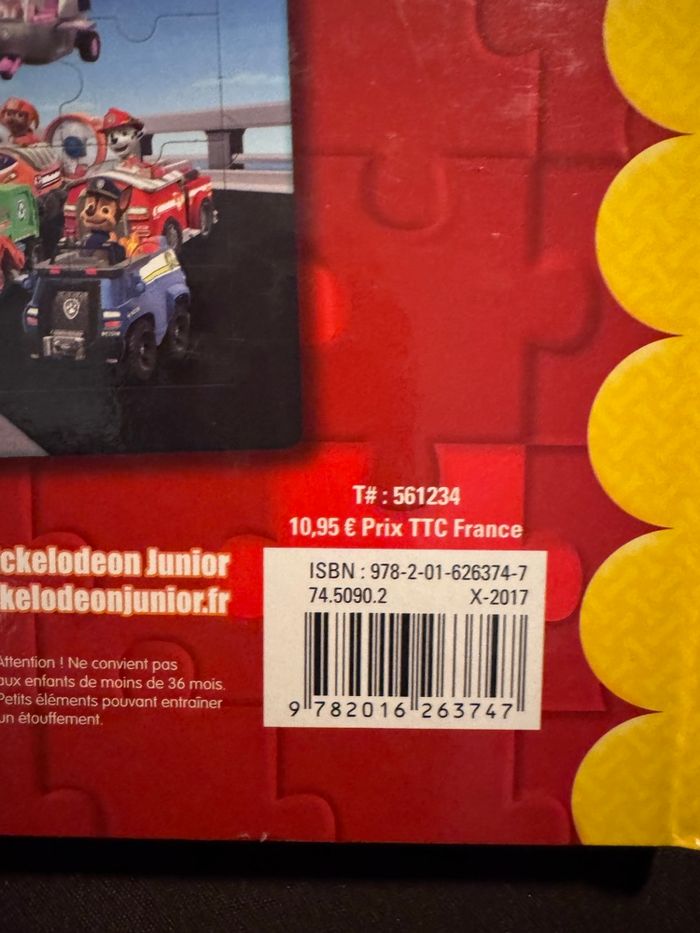 T# : 561234
10,95 € Prix TTC France
ckelodeon Junior
kelodeonjunior.fr
Attention ! Ne convient pas
aux enfants de moins de 36 mois.
Petits éléments pouvant entraîner
un étouffement.
ISBN : 978-2-01-626374-7
74.5090.2 X-2017
9 782016 263747